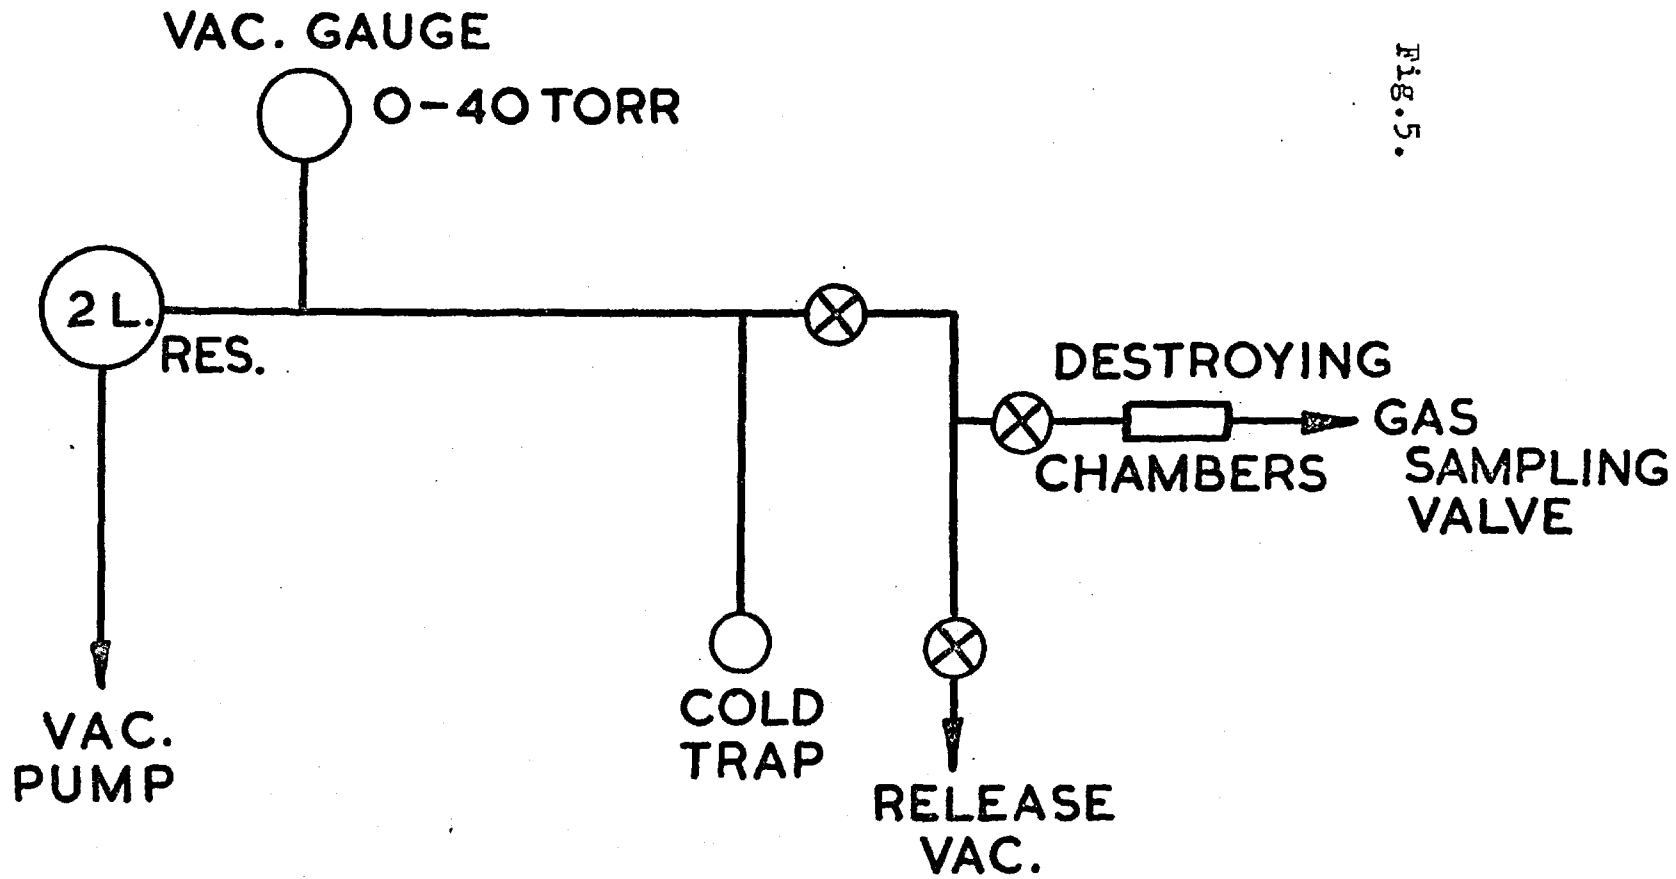 VAC. GAUGE
0-40 TORR
Fig.5.
2 L.
RES.
DESTROYING
CHAMBERS
GAS
SAMPLING
VALVE
COLD
TRAP
VAC.
PUMP
RELEASE
VAC.